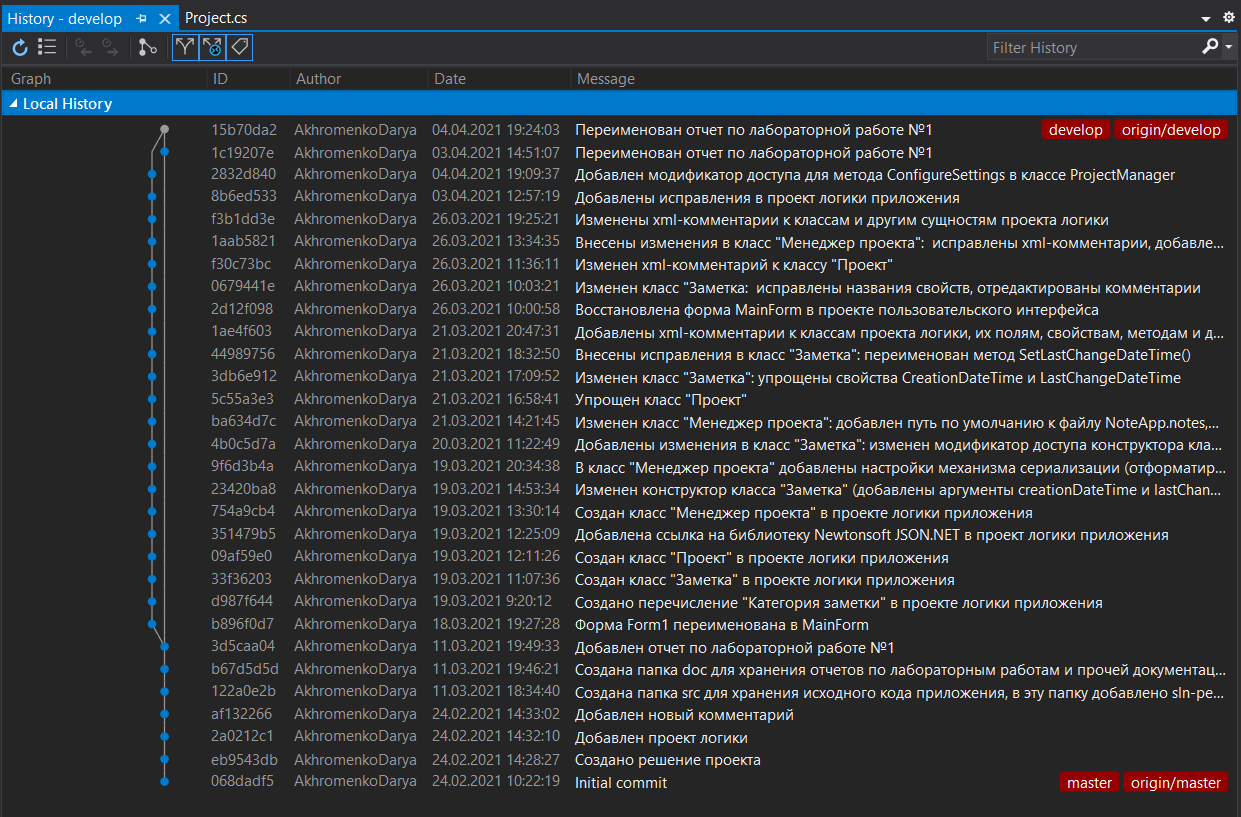 History - develop Project.cs
Filter History
Graph ID Author Date Message
Local History
15b70da2 AkhromenkoDarya 04.04.2021 19:24:03 Переименован отчет по лабораторной работе №1 develop origin/develop
1c19207e AkhromenkoDarya 03.04.2021 14:51:07 Переименован отчет по лабораторной работе №1
2832d840 AkhromenkoDarya 04.04.2021 19:09:37 Добавлен модификатор доступа для метода ConfigureSettings в классе ProjectManager
8b6ed533 AkhromenkoDarya 03.04.2021 12:57:19 Добавлены исправления в проект логики приложения
f3b1dd3e AkhromenkoDarya 26.03.2021 19:25:21 Изменены xml-комментарии к классам и другим сущностям проекта логики
1aab5821 AkhromenkoDarya 26.03.2021 13:34:35 Внесены изменения в класс "Менеджер проекта":  исправлены xml-комментарии, добавле...
f30c73bc AkhromenkoDarya 26.03.2021 11:36:11 Изменен xml-комментарий к классу "Проект"
0679441e AkhromenkoDarya 26.03.2021 10:03:21 Изменен класс "Заметка:  исправлены названия свойств, отредактированы комментарии
2d12f098 AkhromenkoDarya 26.03.2021 10:00:58 Восстановлена форма MainForm в проекте пользовательского интерфейса
1ae4f603 AkhromenkoDarya 21.03.2021 20:47:31 Добавлены xml-комментарии к классам проекта логики, их полям, свойствам, методам и д...
44989756 AkhromenkoDarya 21.03.2021 18:32:50 Внесены исправления в класс "Заметка": переименован метод SetLastChangeDateTime()
3db6e912 AkhromenkoDarya 21.03.2021 17:09:52 Изменен класс "Заметка": упрощены свойства CreationDateTime и LastChangeDateTime
5c55a3e3 AkhromenkoDarya 21.03.2021 16:58:41 Упрощен класс "Проект"
ba634d7c AkhromenkoDarya 21.03.2021 14:21:45 Изменен класс "Менеджер проекта": добавлен путь по умолчанию к файлу NoteApp.notes,...
4b0c5d7a AkhromenkoDarya 20.03.2021 11:22:49 Добавлены изменения в класс "Заметка": изменен модификатор доступа конструктора кла...
9f6d3b4a AkhromenkoDarya 19.03.2021 20:34:38 В класс "Менеджер проекта" добавлены настройки механизма сериализации (отформатир...
23420ba8 AkhromenkoDarya 19.03.2021 14:53:34 Изменен конструктор класса "Заметка" (добавлены аргументы creationDateTime и lastChan...
754a9cb4 AkhromenkoDarya 19.03.2021 13:30:14 Создан класс "Менеджер проекта" в проекте логики приложения
351479b5 AkhromenkoDarya 19.03.2021 12:25:09 Добавлена ссылка на библиотеку Newtonsoft JSON.NET в проект логики приложения
09af59e0 AkhromenkoDarya 19.03.2021 12:11:26 Создан класс "Проект" в проекте логики приложения
33f36203 AkhromenkoDarya 19.03.2021 11:07:36 Создан класс "Заметка" в проекте логики приложения
d987f644 AkhromenkoDarya 19.03.2021 9:20:12 Создано перечисление "Категория заметки" в проекте логики приложения
b896f0d7 AkhromenkoDarya 18.03.2021 19:27:28 Форма Form1 переименована в MainForm
3d5caa04 AkhromenkoDarya 11.03.2021 19:49:33 Добавлен отчет по лабораторной работе №1
b67d5d5d AkhromenkoDarya 11.03.2021 19:46:21 Создана папка doc для хранения отчетов по лабораторным работам и прочей документац...
122a0e2b AkhromenkoDarya 11.03.2021 18:34:40 Создана папка src для хранения исходного кода приложения, в эту папку добавлено sln-ре...
af132266 AkhromenkoDarya 24.02.2021 14:33:02 Добавлен новый комментарий
2a0212c1 AkhromenkoDarya 24.02.2021 14:32:10 Добавлен проект логики
eb9543db AkhromenkoDarya 24.02.2021 14:28:27 Создано решение проекта
068dadf5 AkhromenkoDarya 24.02.2021 10:22:19 Initial commit master origin/master